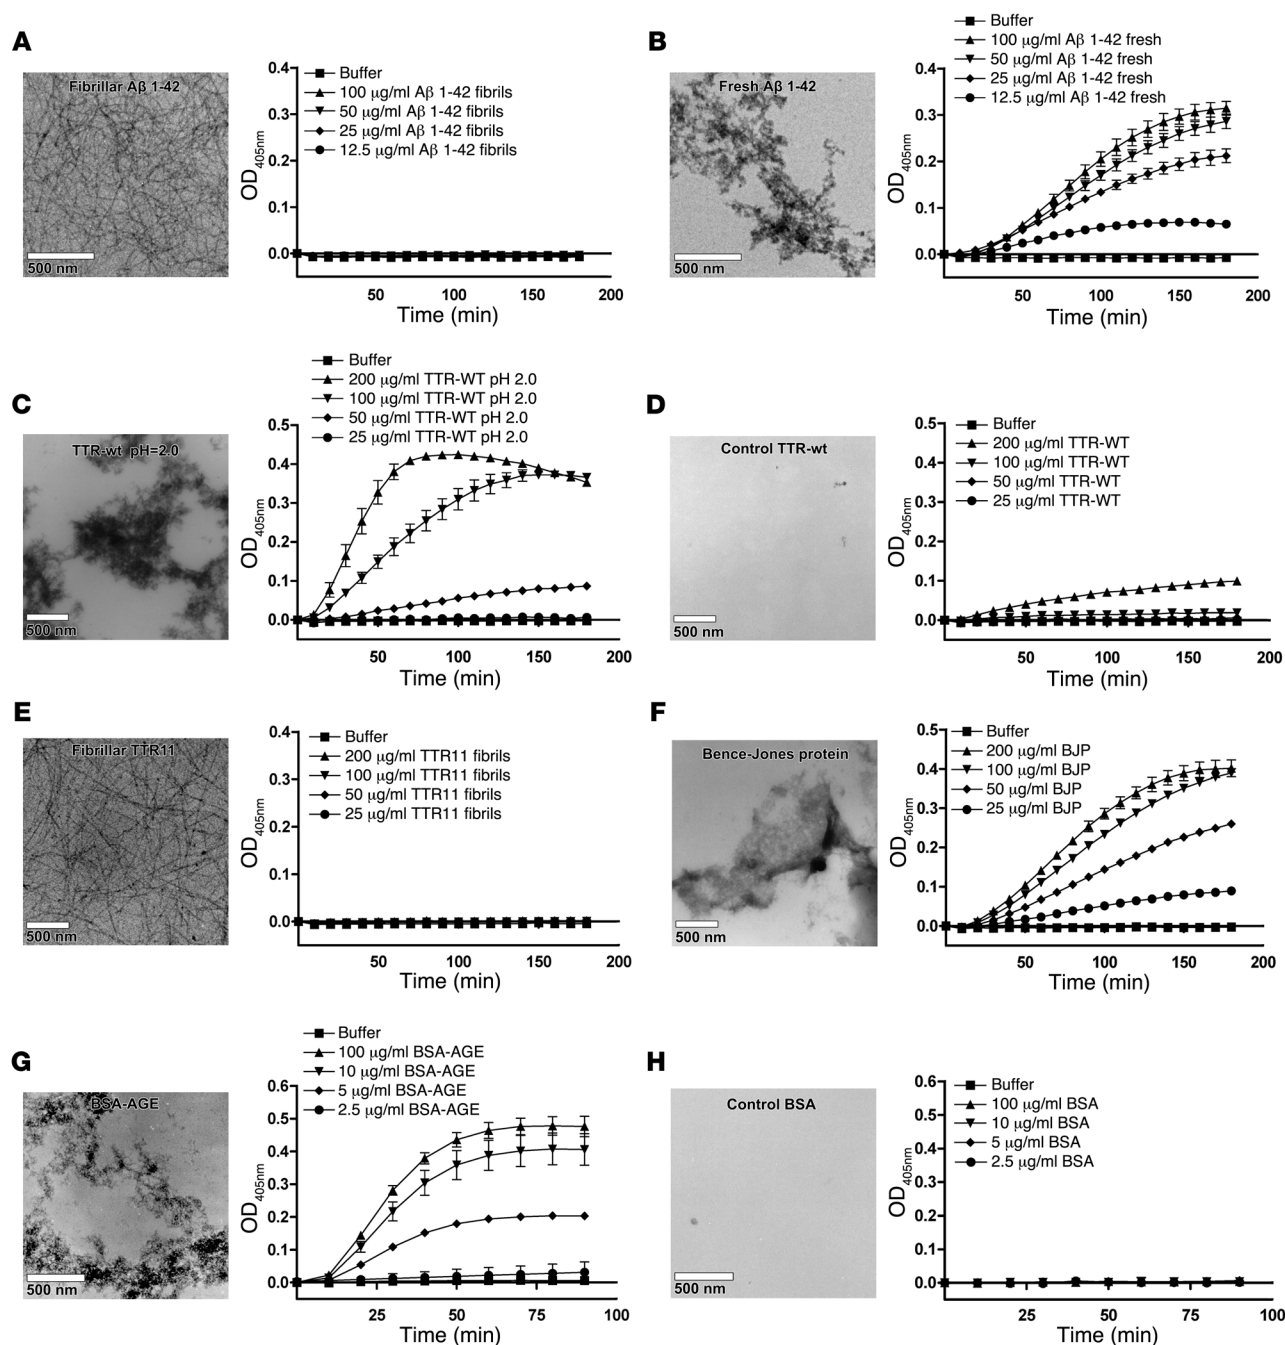 A
Fibrillar Aβ 1-42
500 nm
Buffer
100 μg/ml Aβ 1-42 fibrils
50 μg/ml Aβ 1-42 fibrils
25 μg/ml Aβ 1-42 fibrils
12.5 μg/ml Aβ 1-42 fibrils
OD405nm
0.4
0.3
0.2
0.1
0.0
50 100 150 200
Time (min)
B
Fresh Aβ 1-42
500 nm
Buffer
100 μg/ml Aβ 1-42 fresh
50 μg/ml Aβ 1-42 fresh
25 μg/ml Aβ 1-42 fresh
12.5 μg/ml Aβ 1-42 fresh
OD405nm
0.4
0.3
0.2
0.1
0.0
50 100 150 200
Time (min)
C
TTR-wt pH=2.0
500 nm
Buffer
200 μg/ml TTR-WT pH 2.0
100 μg/ml TTR-WT pH 2.0
50 μg/ml TTR-WT pH 2.0
25 μg/ml TTR-WT pH 2.0
OD405nm
0.5
0.4
0.3
0.2
0.1
0.0
50 100 150 200
Time (min)
D
Control TTR-wt
500 nm
Buffer
200 μg/ml TTR-WT
100 μg/ml TTR-WT
50 μg/ml TTR-WT
25 μg/ml TTR-WT
OD405nm
0.5
0.4
0.3
0.2
0.1
0.0
50 100 150 200
Time (min)
E
Fibrillar TTR11
500 nm
Buffer
200 μg/ml TTR11 fibrils
100 μg/ml TTR11 fibrils
50 μg/ml TTR11 fibrils
25 μg/ml TTR11 fibrils
OD405nm
0.4
0.3
0.2
0.1
0.0
50 100 150 200
Time (min)
F
Bence-Jones protein
500 nm
Buffer
200 μg/ml BJP
100 μg/ml BJP
50 μg/ml BJP
25 μg/ml BJP
OD405nm
0.5
0.4
0.3
0.2
0.1
0.0
50 100 150 200
Time (min)
G
BSA-AGE
500 nm
Buffer
100 μg/ml BSA-AGE
10 μg/ml BSA-AGE
5 μg/ml BSA-AGE
2.5 μg/ml BSA-AGE
OD405nm
0.6
0.5
0.4
0.3
0.2
0.1
0.0
25 50 75 100
Time (min)
H
Control BSA
500 nm
Buffer
100 μg/ml BSA
10 μg/ml BSA
5 μg/ml BSA
2.5 μg/ml BSA
OD405nm
0.6
0.5
0.4
0.3
0.2
0.1
0.0
25 50 75 100
Time (min)